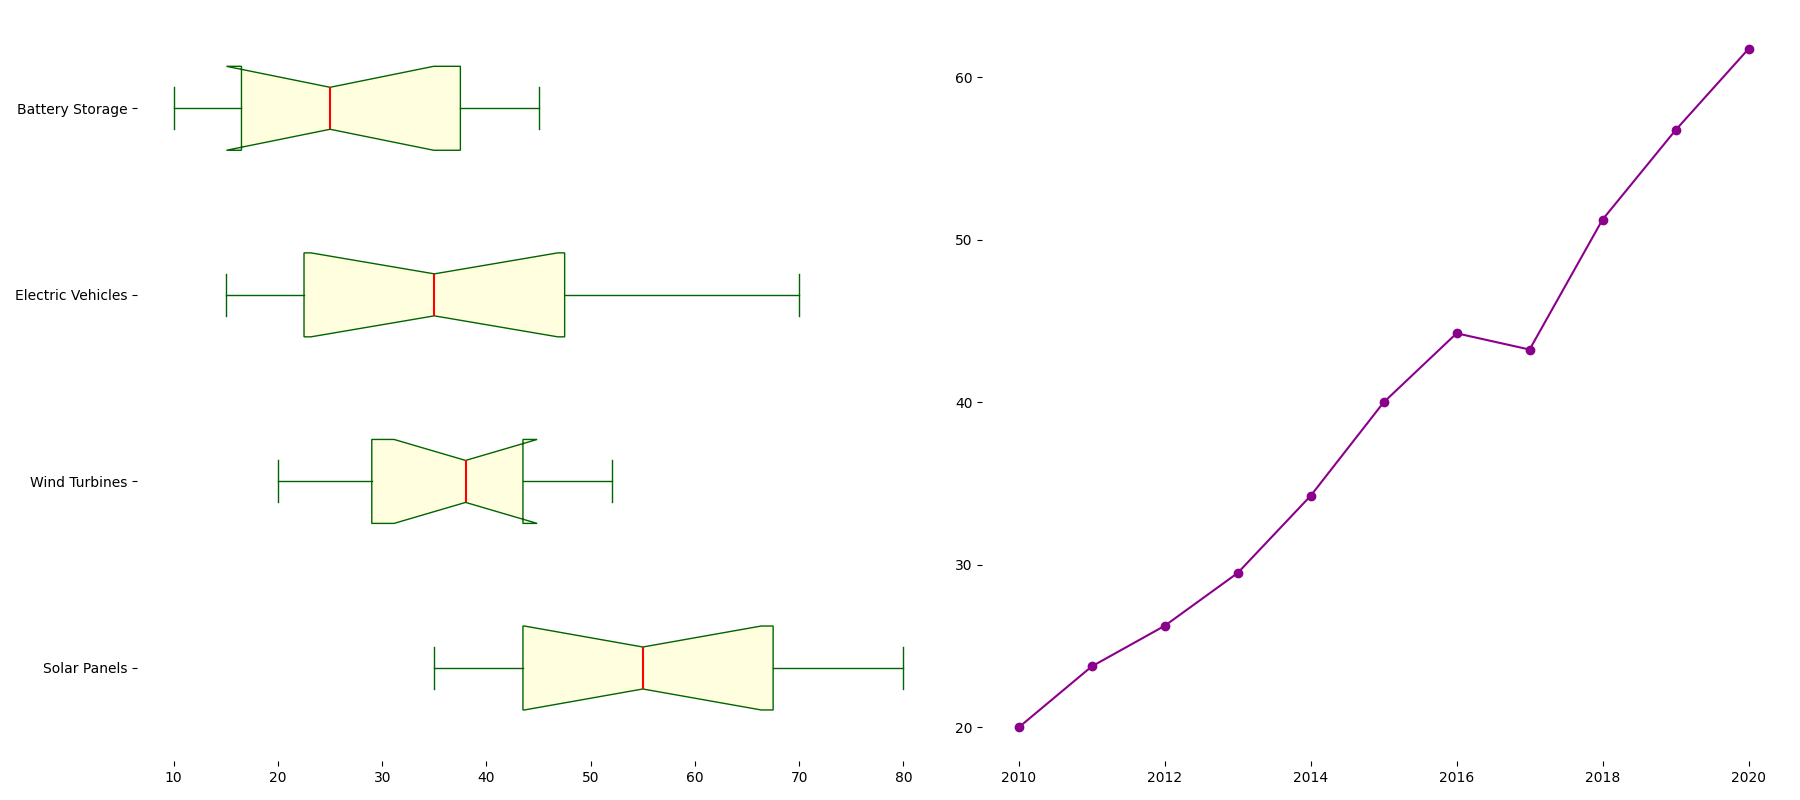 Battery Storage
Electric Vehicles
Wind Turbines
Solar Panels
10 20 30 40 50 60 70 80
60
50
40
30
20
2010 2012 2014 2016 2018 2020